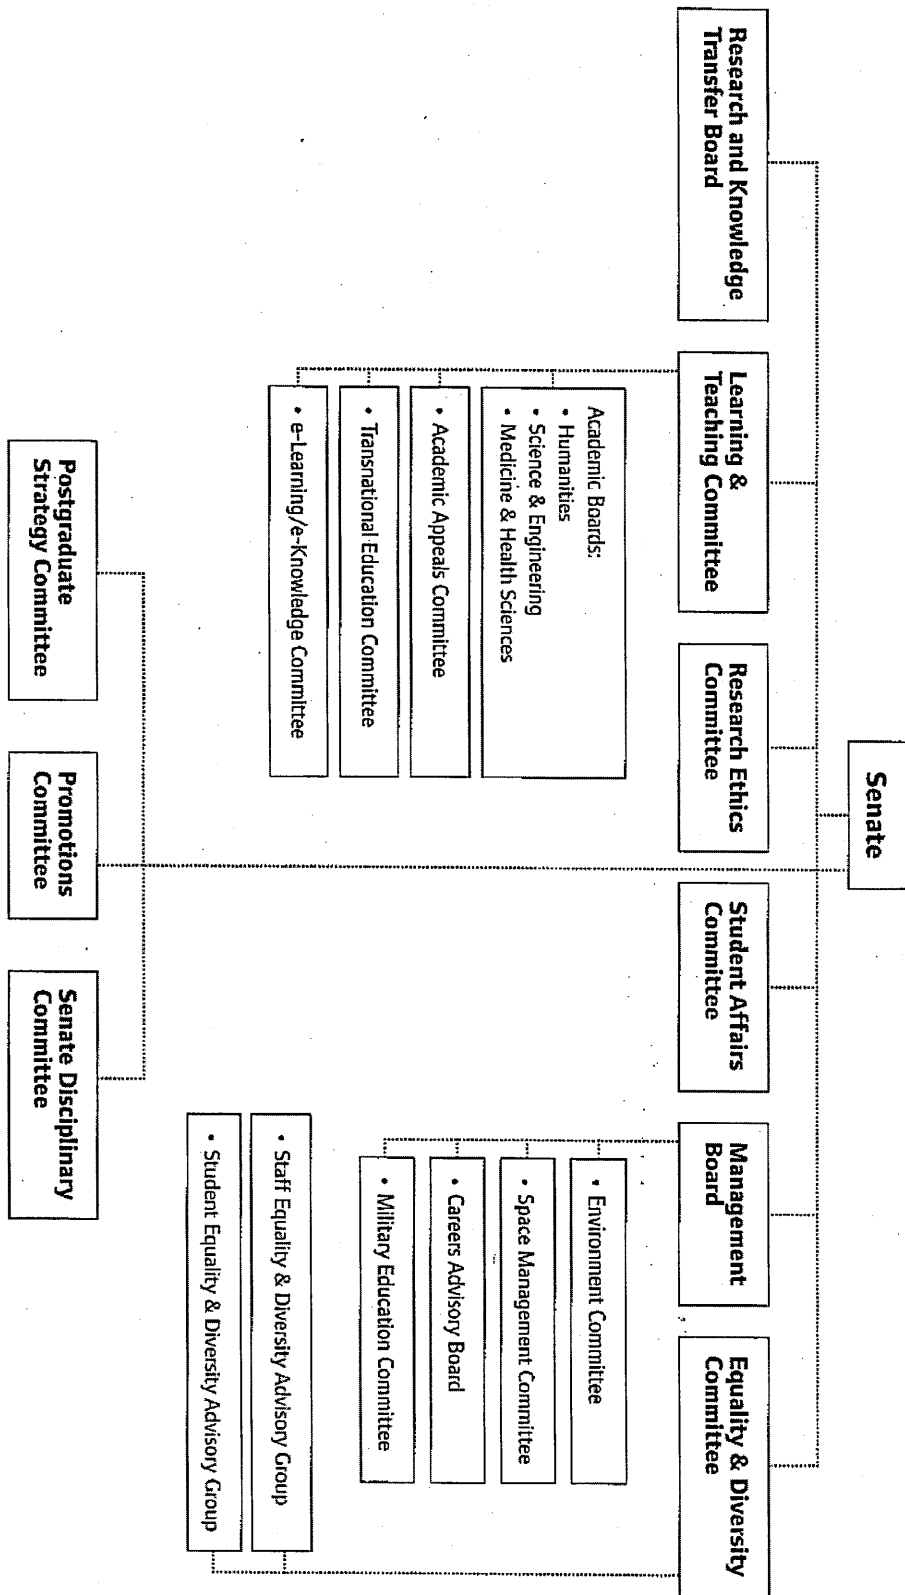 Senate
Research and Knowledge
Transfer Board
Learning &
Teaching Committee
Research Ethics
Committee
Student Affairs
Committee
Management
Board
Equality & Diversity
Committee
Academic Boards:
• Humanities
• Science & Engineering
• Medicine & Health Sciences
• Academic Appeals Committee
• Transnational Education Committee
• e-Learning/e-Knowledge Committee
• Environment Committee
• Space Management Committee
• Careers Advisory Board
• Military Education Committee
• Staff Equality & Diversity Advisory Group
• Student Equality & Diversity Advisory Group
Postgraduate
Strategy Committee
Promotions
Committee
Senate Disciplinary
Committee